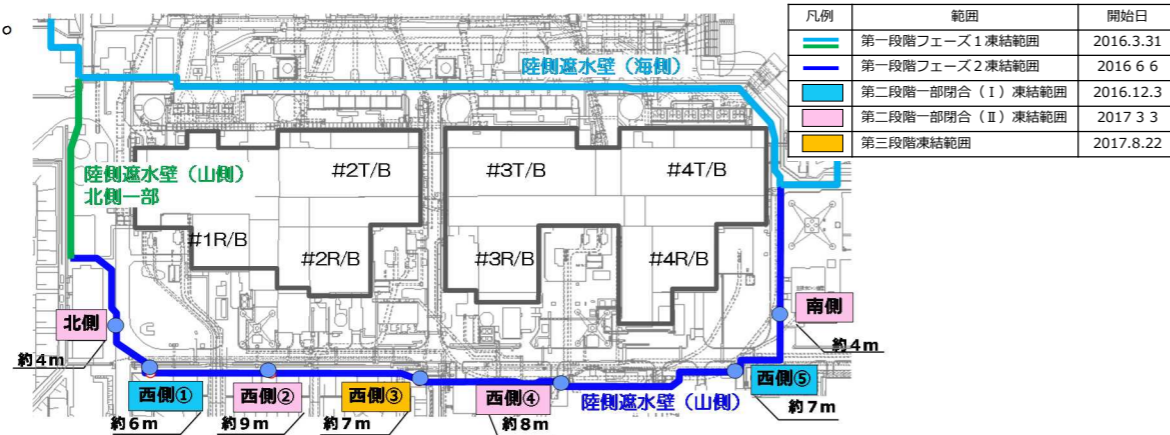 。
凡例 範囲 開始日
第一段階フェーズ1凍結範囲 2016.3.31
第一段階フェーズ2凍結範囲 2016 6 6
第二段階一部閉合（Ⅰ）凍結範囲 2016.12.3
第二段階一部閉合（Ⅱ）凍結範囲 2017 3 3
第三段階凍結範囲 2017.8.22
陸側遮水壁（海側）
陸側遮水壁（山側）
北側一部
#2T/B
#3T/B
#4T/B
#1R/B
#2R/B
#3R/B
#4R/B
北側
約4m
南側
約4m
西側①
約6m
西側②
約9m
西側③
約7m
西側④
約8m
陸側遮水壁（山側）
西側⑤
約7m